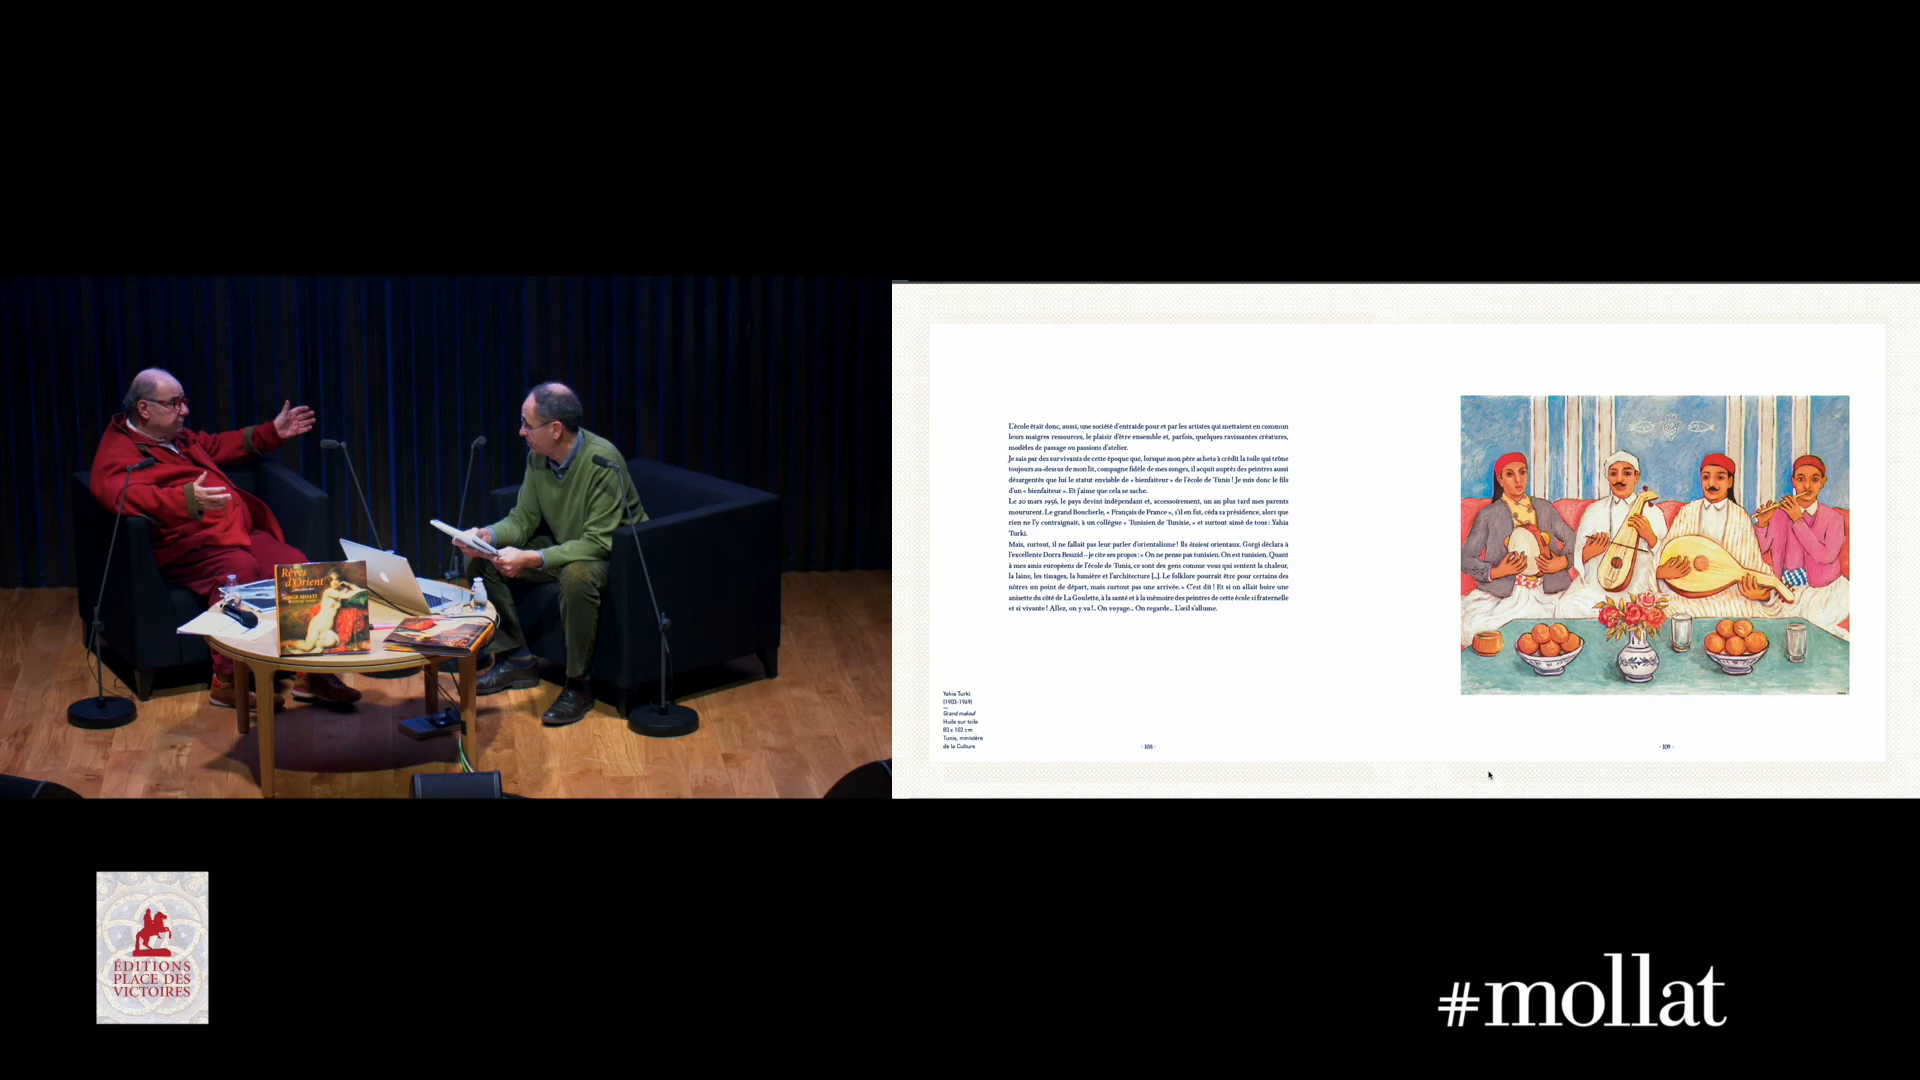 Rêves
d'Orient
SERGE MOATI
L'école était donc, aussi, une société d'entraide pour et par les artistes qui mettaient en commun
leurs maigres ressources, le plaisir d'être ensemble et, parfois, quelques ravissantes créatures,
modèles de passage ou passions d'atelier.
Je sais par des survivants de cette époque que, lorsque mon père acheta à crédit la toile qui trône
toujours au-dessus de mon lit, compagne fidèle de mes songes, il acquit auprès des peintres aussi
désargentés que lui le statut enviable de « bienfaiteur » de l'école de Tunis ! Je suis donc le fils
d'un « bienfaiteur ». Et j'aime que cela se sache.
Le 20 mars 1956, le pays devint indépendant et, accessoirement, un an plus tard mes parents
moururent. Le grand Boucherle, « Français de France », s'il en fut, céda sa présidence, alors que
rien ne l'y contraignait, à un collègue « Tunisien de Tunisie, » et surtout aimé de tous : Yahia
Turki.
Mais, surtout, il ne fallait pas leur parler d'orientalisme ! Ils étaient orientaux. Gorgi déclara à
l'excellente Dorra Bouzid – je cite ses propos : « On ne pense pas tunisien. On est tunisien. Quant
à mes amis européens de l'école de Tunis, ce sont des gens comme vous qui sentent la chaleur,
la laine, les tissages, la lumière et l'architecture [...]. Le folklore pourrait être pour certains des
nôtres un point de départ, mais surtout pas une arrivée. » C'est dit ! Et si on allait boire une
anisette du côté de La Goulette, à la santé et à la mémoire des peintres de cette école si fraternelle
et si vivante ! Allez, on y va !.. On voyage... On regarde... L'œil s'allume.
Yahia Turki
(1903-1969)
—
Grand malouf
Huile sur toile
83 x 102 cm
Tunis, ministère
de la Culture
- 108 -
- 109 -
ÉDITIONS
PLACE DES
VICTOIRES
#mollat